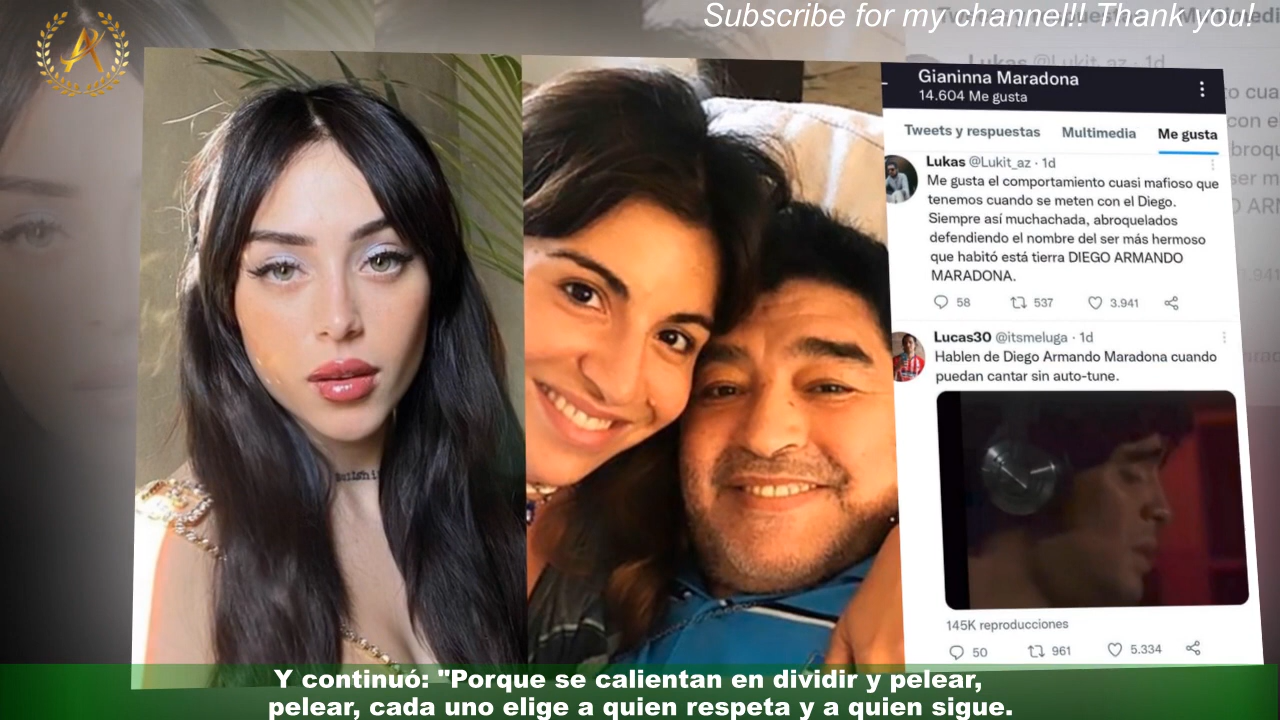 Subscribe for my channel!! Thank you!
Lukas @Lukit_az · 1d
Gianinna Maradona
14.604 Me gusta
Tweets y respuestas Multimedia Me gusta
Lukas @Lukit_az · 1d
Me gusta el comportamiento cuasi mafioso que
tenemos cuando se meten con el Diego.
Siempre así muchachada, abroquelados
defendiendo el nombre del ser más hermoso
que habitó está tierra DIEGO ARMANDO
MARADONA.
58 537 3.941
Lucas30 @itsmeluga · 1d
Hablen de Diego Armando Maradona cuando
puedan cantar sin auto-tune.
145K reproducciones
50 961 5.334
Y continuó: "Porque se calientan en dividir y pelear,
pelear, cada uno elige a quien respeta y a quien sigue.